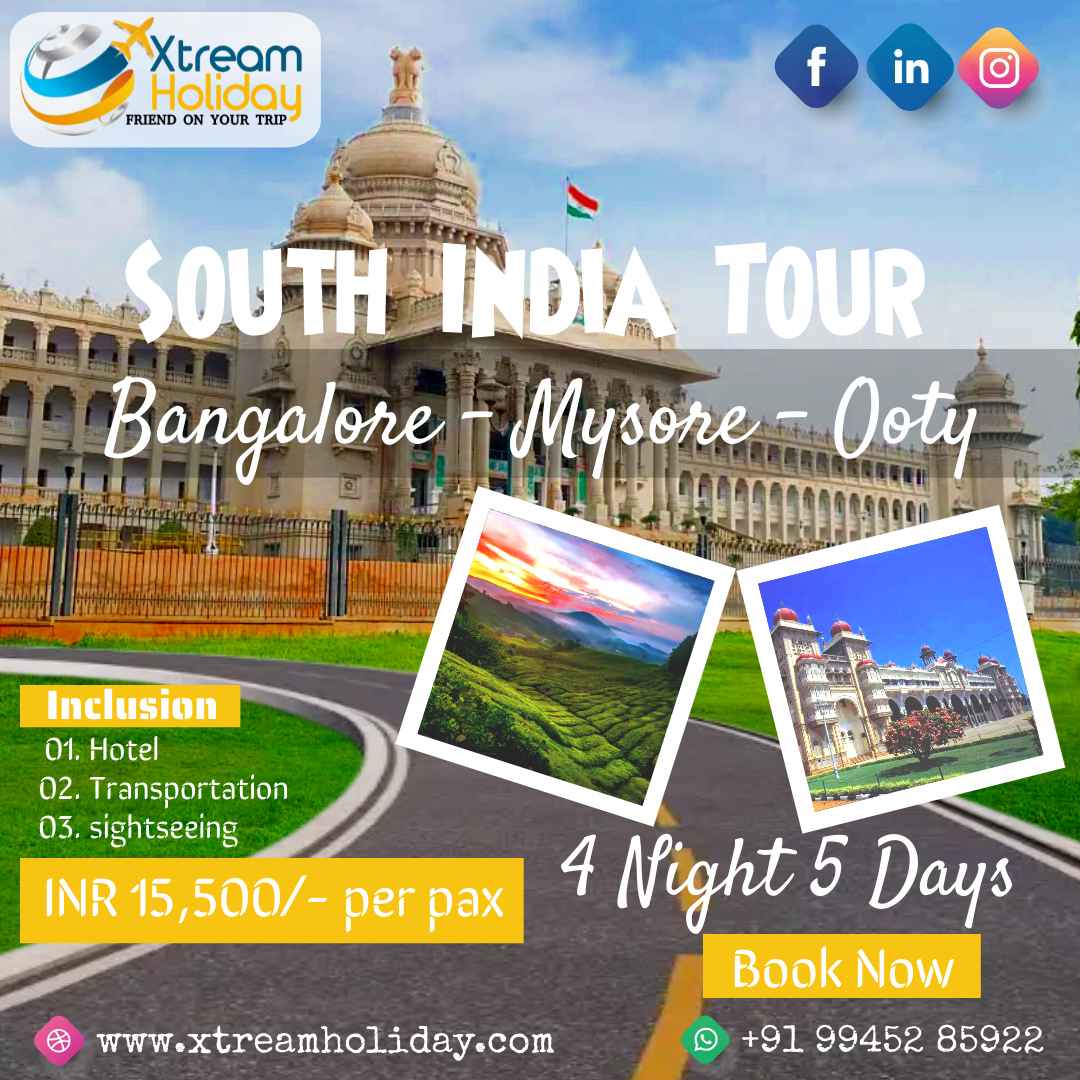 Xtream
Holiday
FRIEND ON YOUR TRIP
f in
SOUTH INDIA TOUR
Bangalore - Mysore - Ooty
Inclusion
01. Hotel
02. Transportation
03. sightseeing
INR 15,500/- per pax
4 Night 5 Days
Book Now
www.xtreamholiday.com
+91 99452 85922